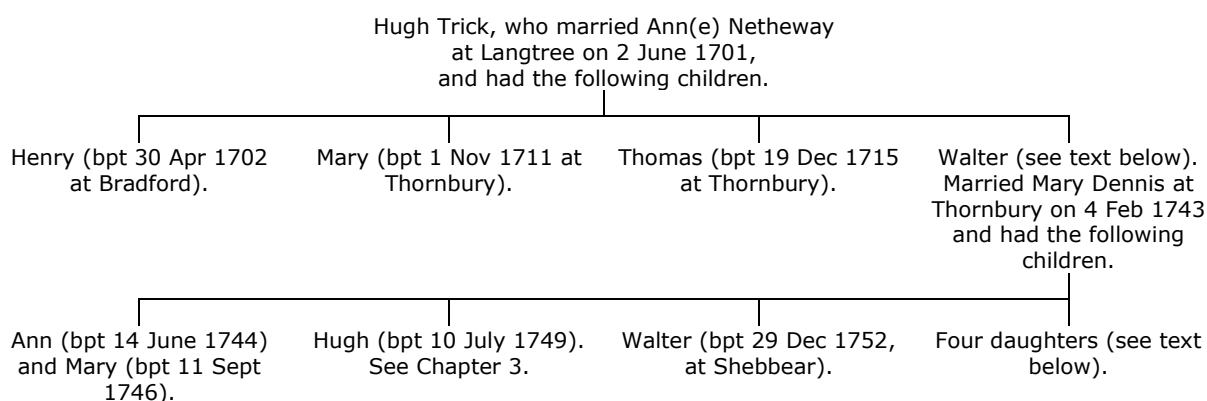 Hugh Trick, who married Ann(e) Netheway
at Langtree on 2 June 1701,
and had the following children.
Henry (bpt 30 Apr 1702
at Bradford).
Mary (bpt 1 Nov 1711 at
Thornbury).
Thomas (bpt 19 Dec 1715
at Thornbury).
Walter (see text below).
Married Mary Dennis at
Thornbury on 4 Feb 1743
and had the following
children.
Ann (bpt 14 June 1744)
and Mary (bpt 11 Sept
1746).
Hugh (bpt 10 July 1749).
See Chapter 3.
Walter (bpt 29 Dec 1752,
at Shebbear).
Four daughters (see text
below).